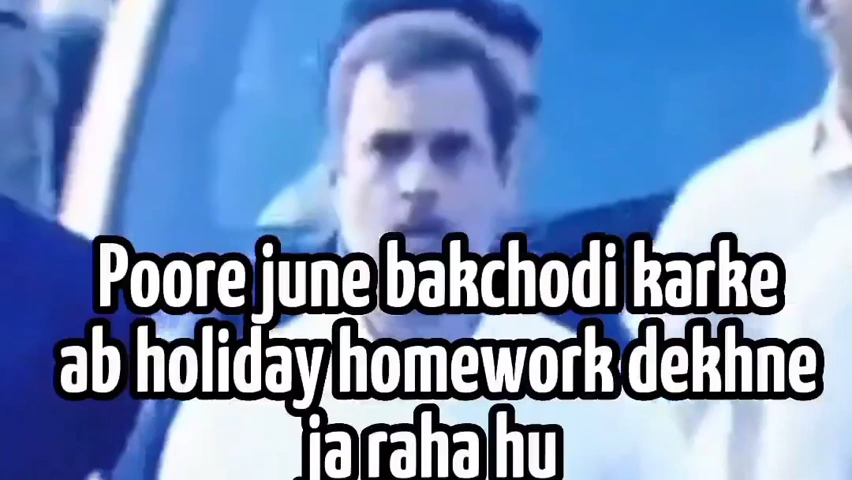 Poore june bakchodi karke
ab holiday homework dekhne
ja raha hu